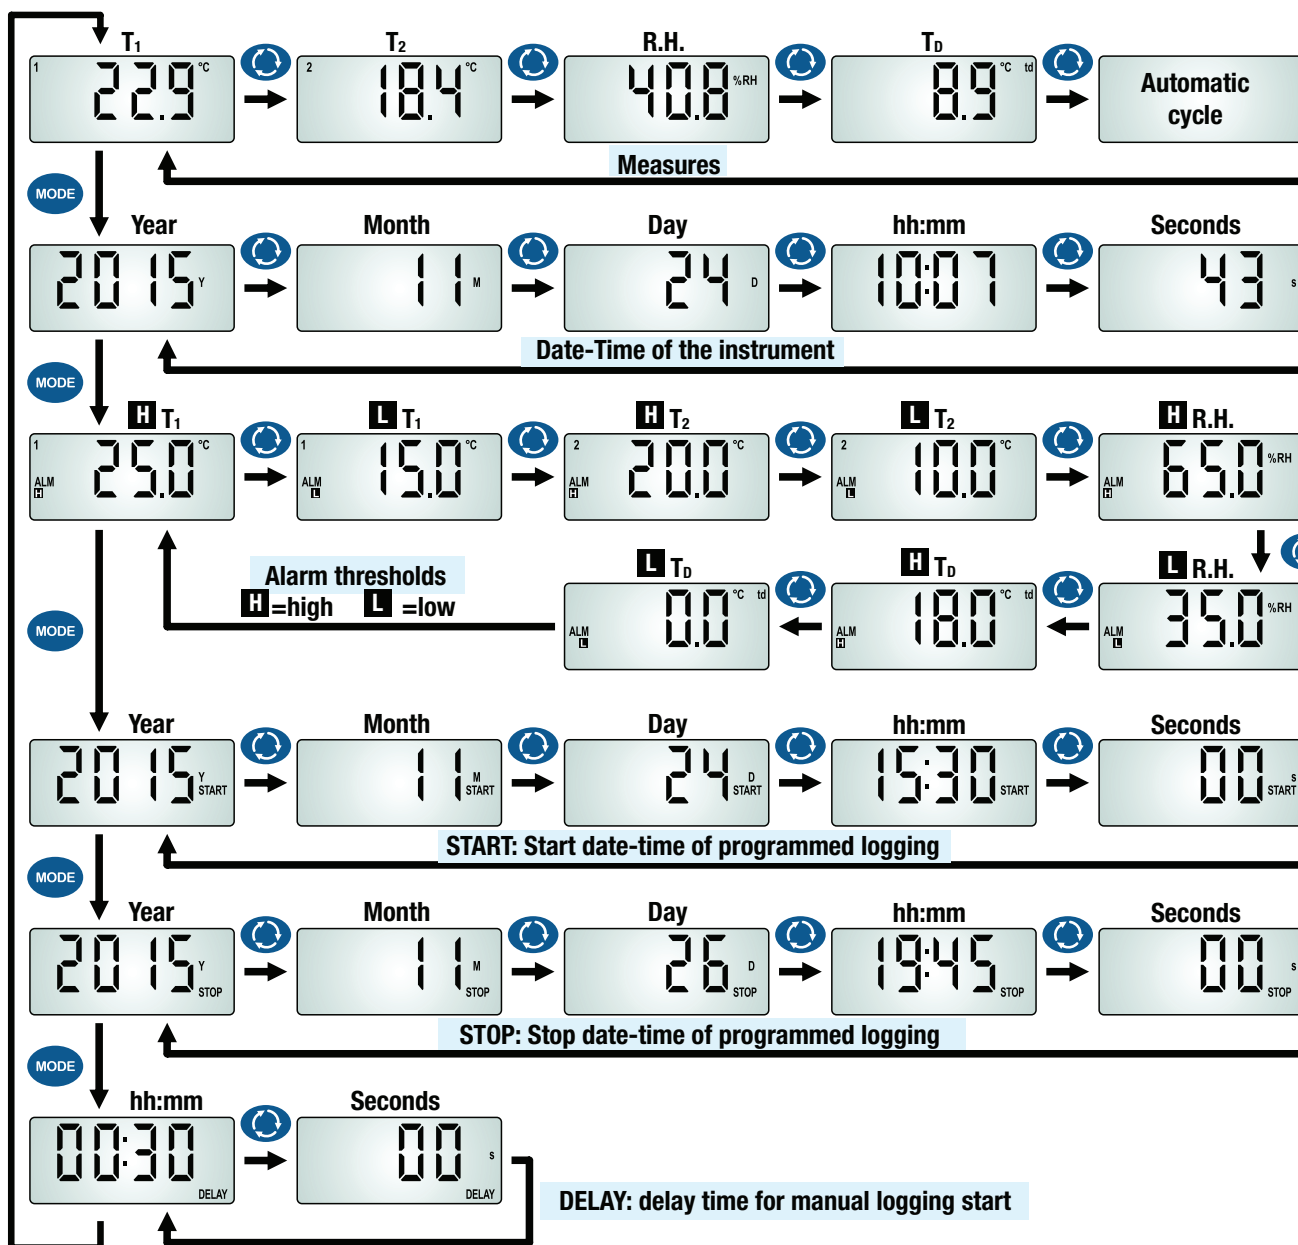 T1 T2 R.H. TD
1 22.9 °C 2 18.4 °C 40.8 %RH 8.9 °C td Automatic cycle
Measures
MODE
Year Month Day hh:mm Seconds
2015 Y 11 M 24 D 10:07 43 s
Date-Time of the instrument
MODE
H T1 L T1 H T2 L T2 H R.H.
1 ALM H 25.0 °C 1 ALM L 15.0 °C 2 ALM H 20.0 °C 2 ALM L 10.0 °C ALM H 65.0 %RH
L TD H TD L R.H.
ALM L 0.0 °C td ALM H 18.0 °C td ALM L 35.0 %RH
Alarm thresholds
H =high L =low
MODE
Year Month Day hh:mm Seconds
2015 Y START 11 M START 24 D START 15:30 START 00 s START
START: Start date-time of programmed logging
MODE
Year Month Day hh:mm Seconds
2015 Y STOP 11 M STOP 26 D STOP 19:45 STOP 00 s STOP
STOP: Stop date-time of programmed logging
MODE
hh:mm Seconds
00:30 DELAY 00 s DELAY
DELAY: delay time for manual logging start